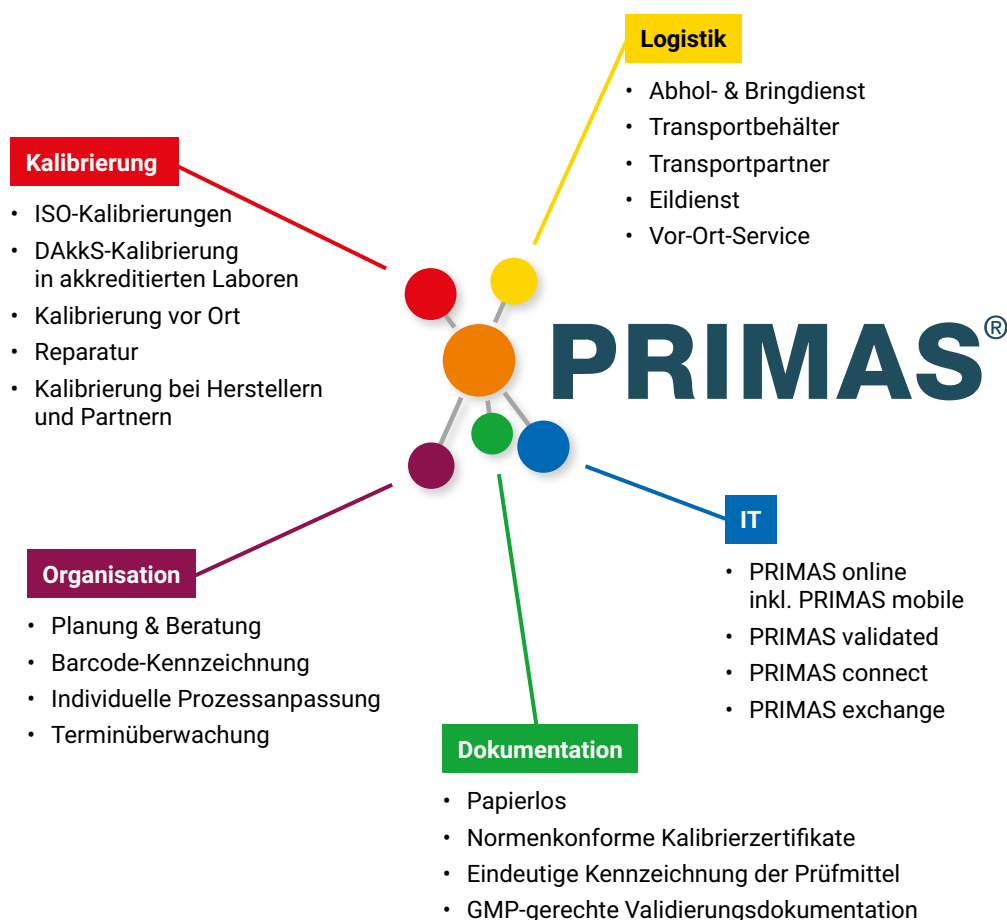 Logistik
• Abhol- & Bringdienst
• Transportbehälter
• Transportpartner
• Eildienst
• Vor-Ort-Service
Kalibrierung
• ISO-Kalibrierungen
• DAkkS-Kalibrierung
in akkreditierten Laboren
• Kalibrierung vor Ort
• Reparatur
• Kalibrierung bei Herstellern
und Partnern
PRIMAS®
IT
• PRIMAS online
inkl. PRIMAS mobile
• PRIMAS validated
• PRIMAS connect
• PRIMAS exchange
Organisation
• Planung & Beratung
• Barcode-Kennzeichnung
• Individuelle Prozessanpassung
• Terminüberwachung
Dokumentation
• Papierlos
• Normenkonforme Kalibrierzertifikate
• Eindeutige Kennzeichnung der Prüfmittel
• GMP-gerechte Validierungsdokumentation